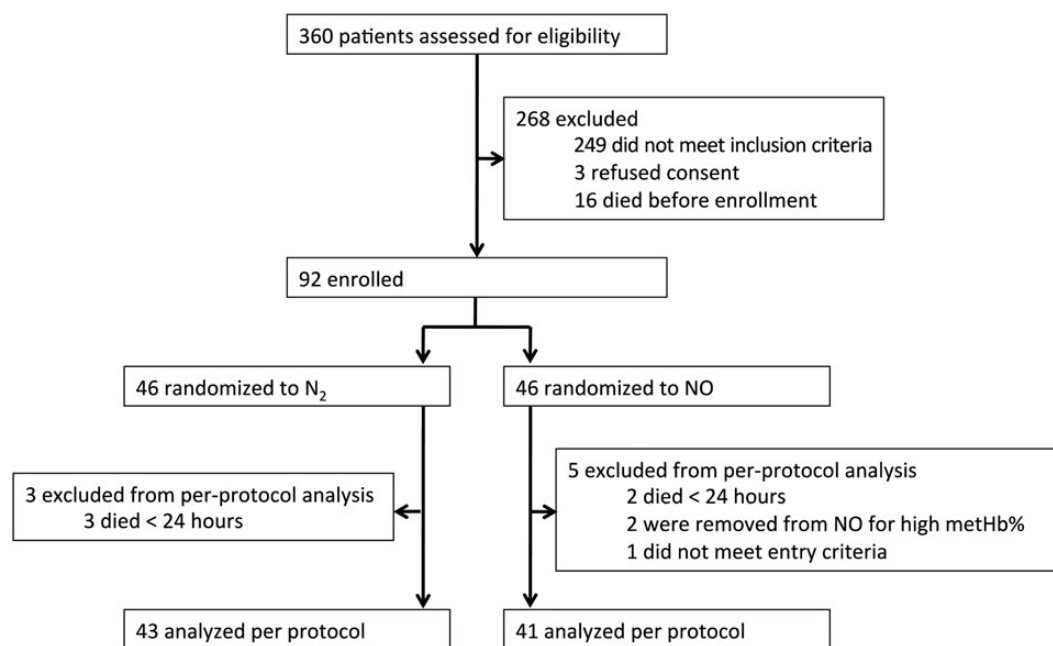 360 patients assessed for eligibility
268 excluded
249 did not meet inclusion criteria
3 refused consent
16 died before enrollment
92 enrolled
46 randomized to N₂
46 randomized to NO
3 excluded from per-protocol analysis
3 died < 24 hours
5 excluded from per-protocol analysis
2 died < 24 hours
2 were removed from NO for high metHb%
1 did not meet entry criteria
43 analyzed per protocol
41 analyzed per protocol